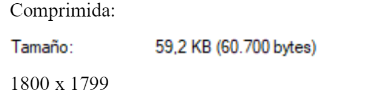 Comprimida:
Tamaño: 59,2 KB (60.700 bytes)
1800 x 1799